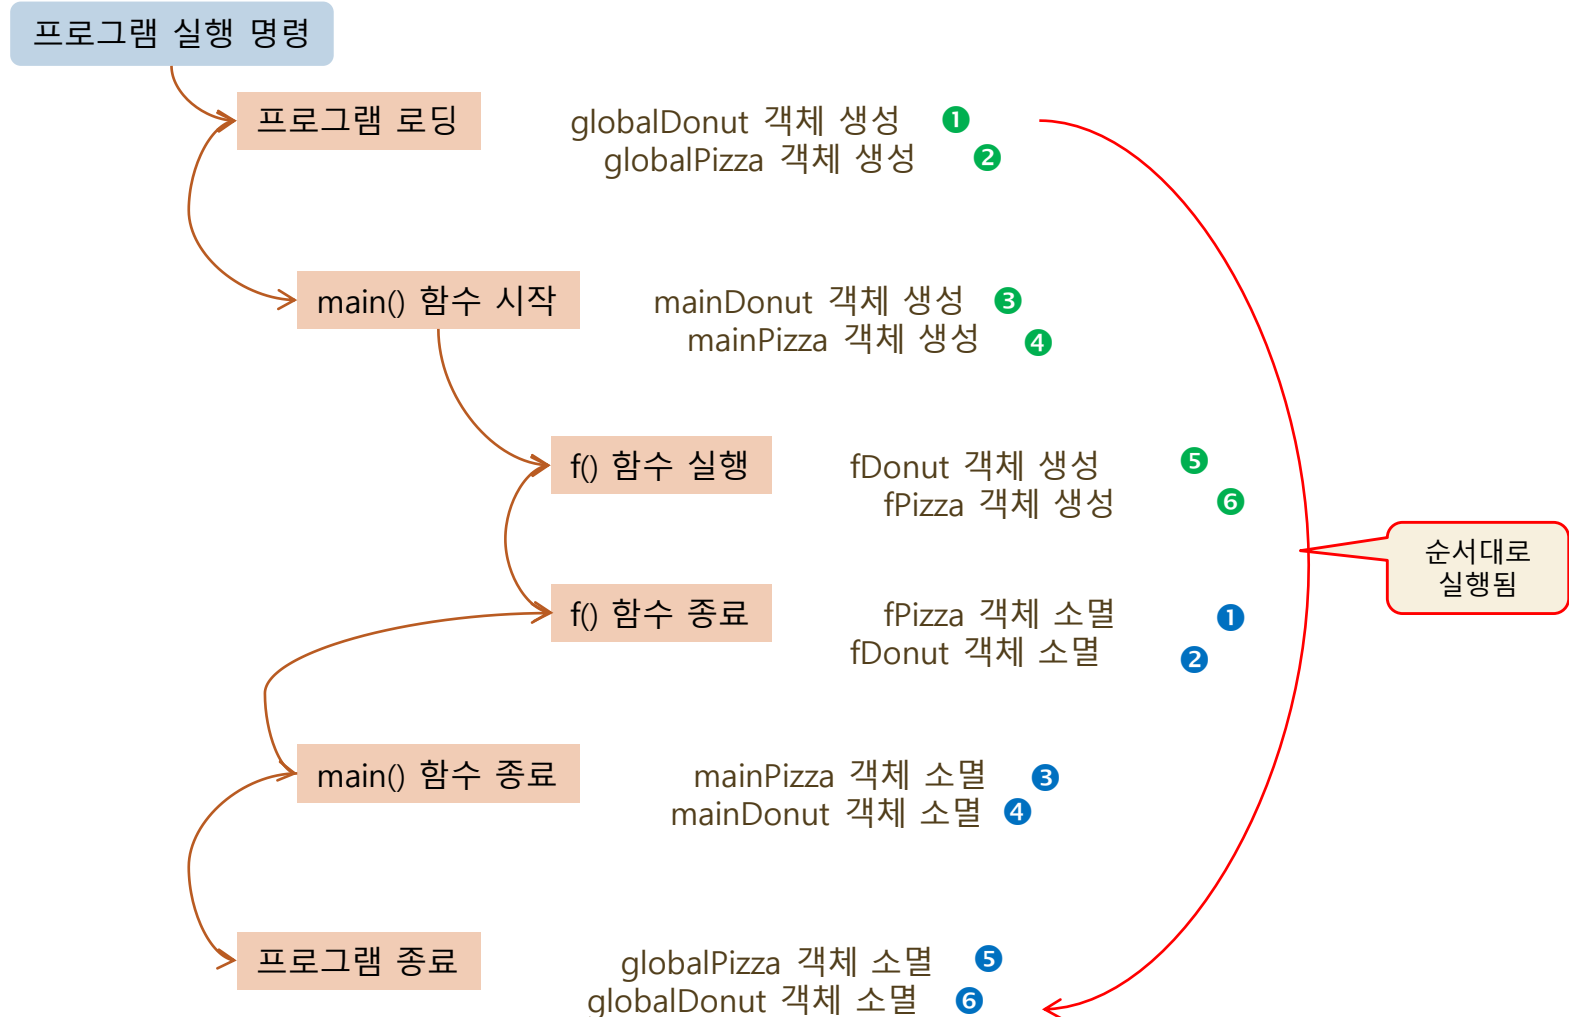 프로그램 실행 명령
프로그램 로딩
globalDonut 객체 생성 ❶
globalPizza 객체 생성 ❷
main() 함수 시작
mainDonut 객체 생성 ❸
mainPizza 객체 생성 ❹
f() 함수 실행
fDonut 객체 생성 ❺
fPizza 객체 생성 ❻
순서대로
실행됨
f() 함수 종료
fPizza 객체 소멸 ❶
fDonut 객체 소멸 ❷
main() 함수 종료
mainPizza 객체 소멸 ❸
mainDonut 객체 소멸 ❹
프로그램 종료
globalPizza 객체 소멸 ❺
globalDonut 객체 소멸 ❻